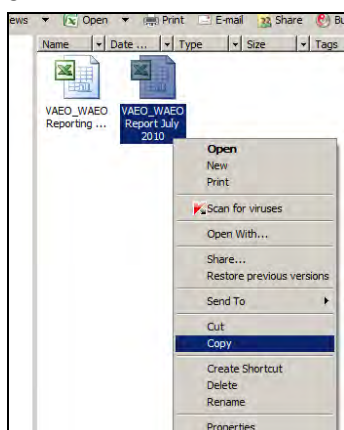 ews Open Print E-mail Share Bu
Name Date ... Type Size Tags
VAEO_WAEO
Reporting ...
VAEO_WAEO
Report July
2010
Open
New
Print
Scan for viruses
Open With...
Share...
Restore previous versions
Send To
Cut
Copy
Create Shortcut
Delete
Rename
Properties